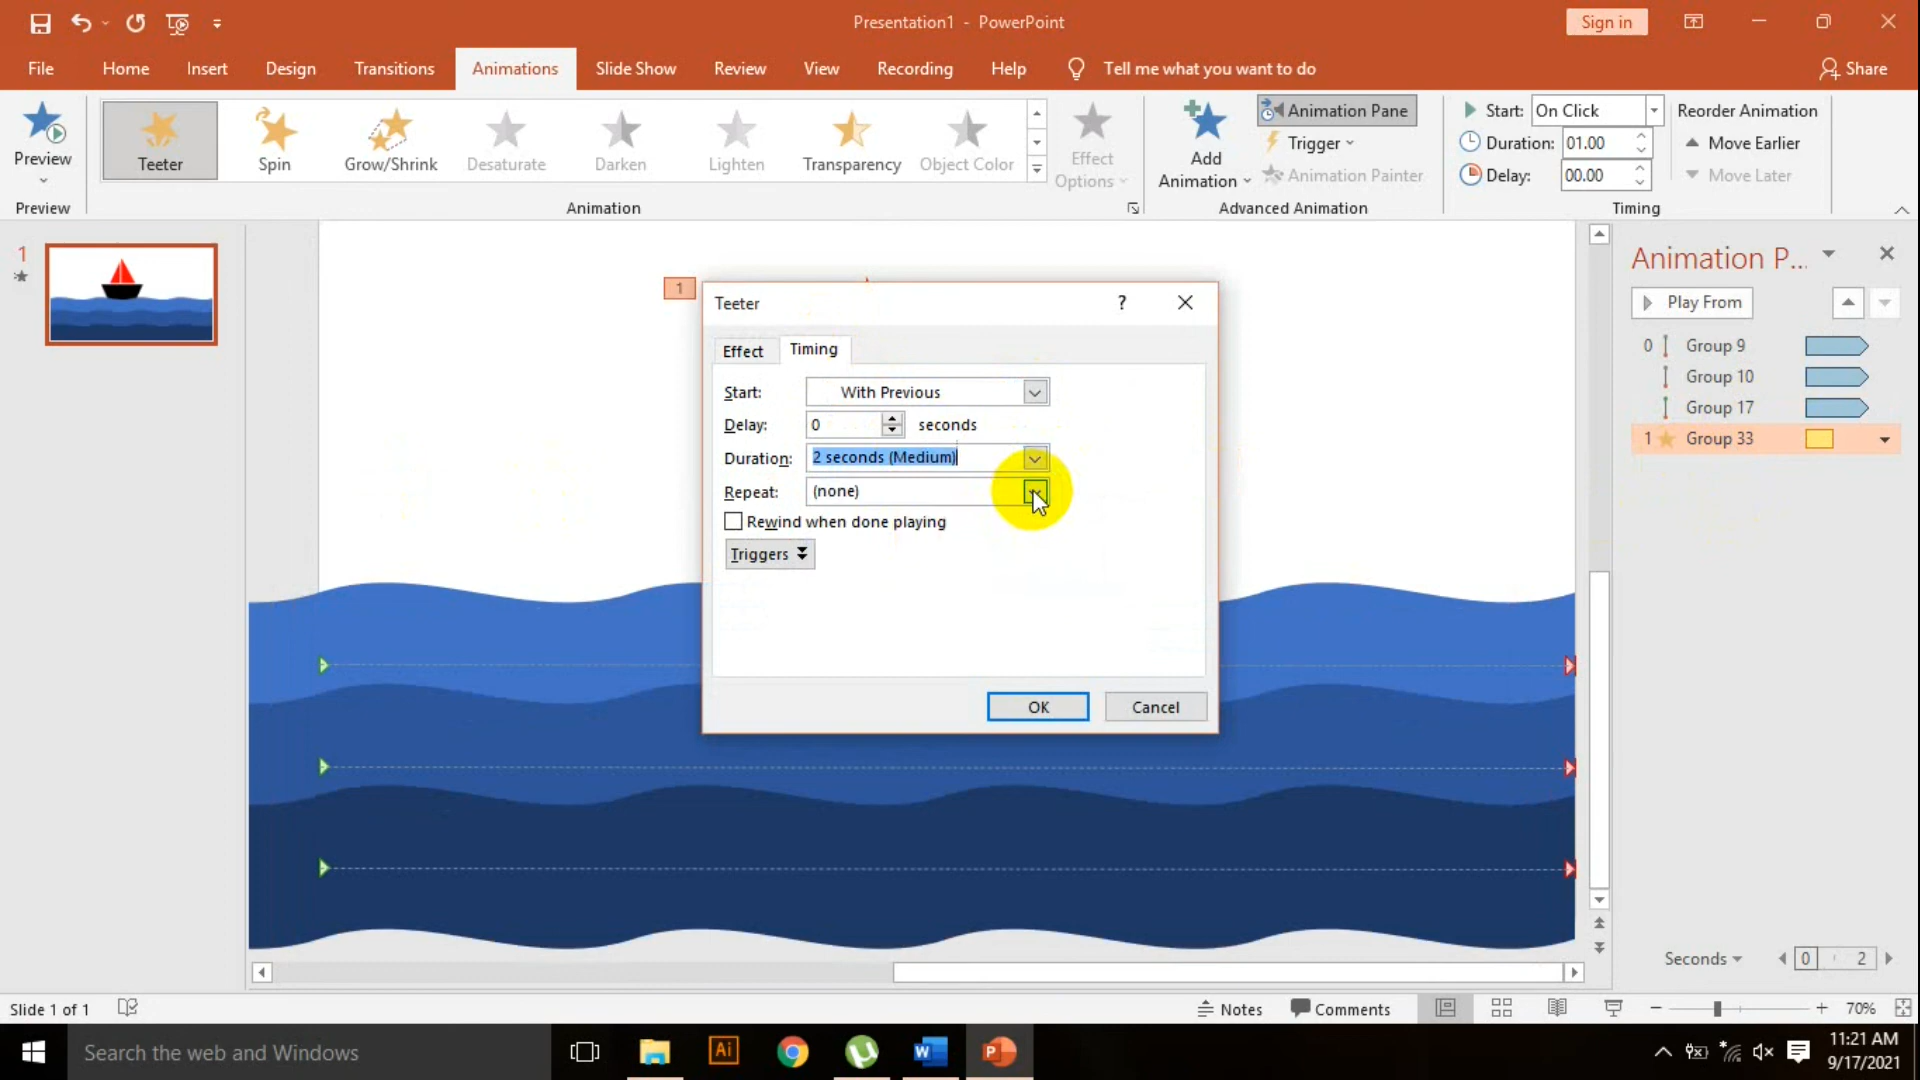 Presentation1 - PowerPoint
Sign in
File Home Insert Design Transitions Animations Slide Show Review View Recording Help Tell me what you want to do
Share
Preview
Preview
Teeter Spin Grow/Shrink Desaturate Darken Lighten Transparency Object Color
Animation
Effect
Options
Add
Animation
Animation Pane
Trigger
Animation Painter
Advanced Animation
Start: On Click
Duration: 01.00
Delay: 00.00
Reorder Animation
Move Earlier
Move Later
Timing
1
1
Teeter
?
Effect Timing
Start: With Previous
Delay: 0 seconds
Duration: 2 seconds (Medium)
Repeat: (none)
Rewind when done playing
Triggers
OK Cancel
Animation P...
Play From
0 Group 9
Group 10
Group 17
1 Group 33
Seconds 0 2
Slide 1 of 1
Notes Comments
70%
Search the web and Windows
Ai
W
P
11:21 AM
9/17/2021